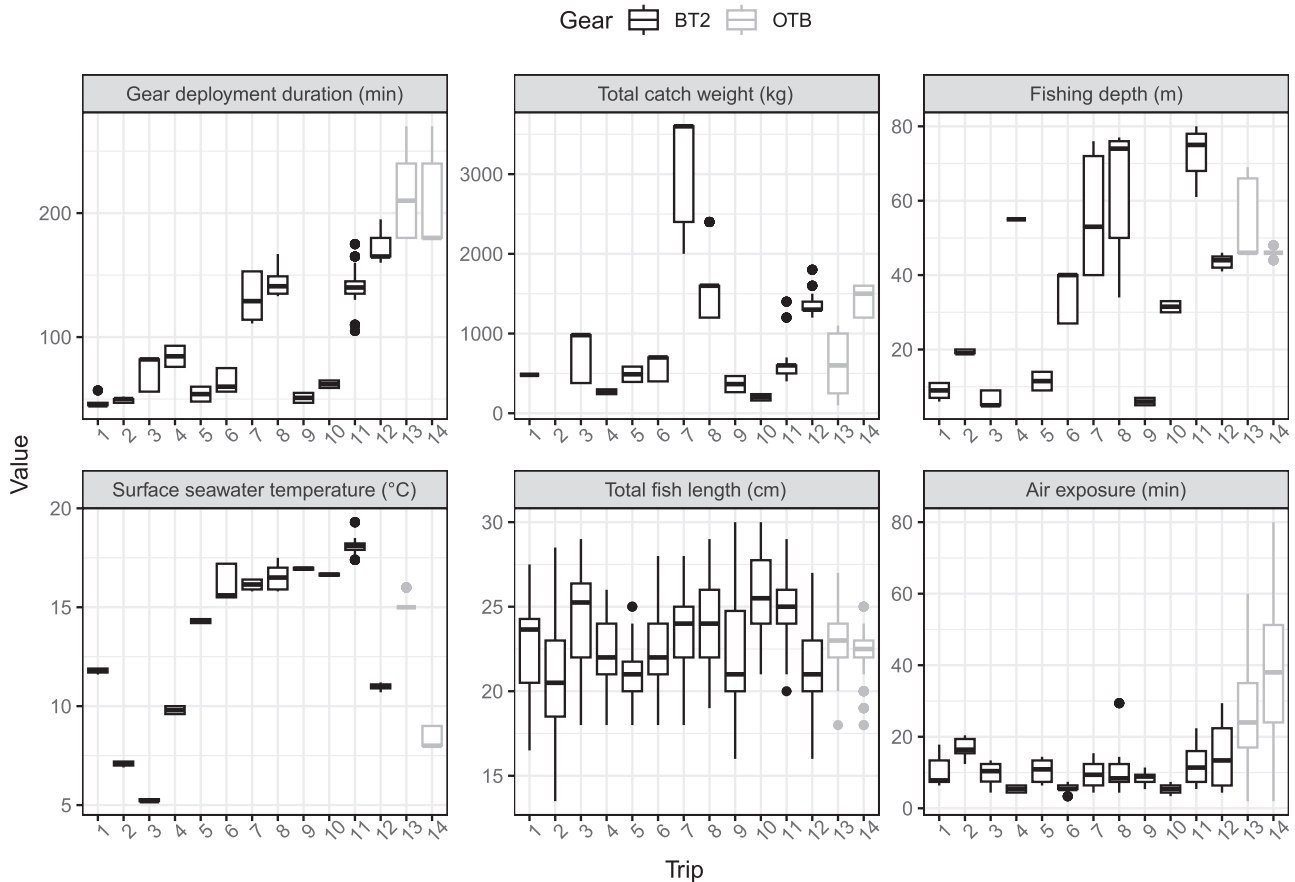 Gear BT2 OTB
Gear deployment duration (min) Total catch weight (kg) Fishing depth (m)
200
100
3000
2000
1000
0
80
60
40
20
1 2 3 4 5 6 7 8 9 10 11 12 13 14
1 2 3 4 5 6 7 8 9 10 11 12 13 14
1 2 3 4 5 6 7 8 9 10 11 12 13 14
Value
Surface seawater temperature (°C) Total fish length (cm) Air exposure (min)
20
15
10
5
30
25
20
15
80
60
40
20
0
1 2 3 4 5 6 7 8 9 10 11 12 13 14
1 2 3 4 5 6 7 8 9 10 11 12 13 14
1 2 3 4 5 6 7 8 9 10 11 12 13 14
Trip